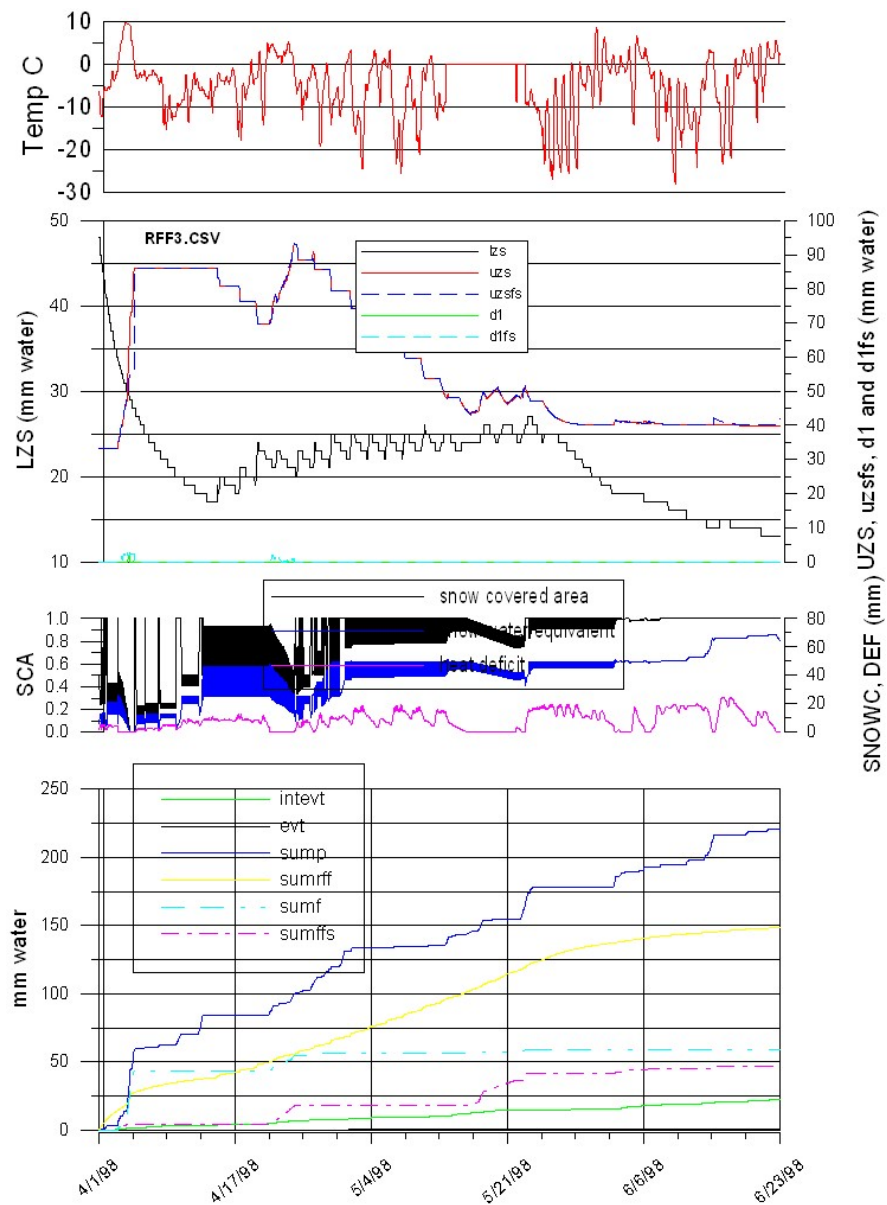 10
0
-10
-20
-30
Temp C
50
40
30
20
10
LZS (mm water)
RFF3.CSV
lzs
uzs
uzsfs
d1
d1fs
100
90
80
70
60
50
40
30
20
10
0
UZS, uzsfs, d1 and d1fs (mm water)
snow covered area
snow water equivalent
heat deficit
1.0
0.8
0.6
0.4
0.2
0.0
SCA
80
60
40
20
0
SNOWC, DEF (mm)
250
200
150
100
50
0
mm water
intevt
evt
sump
sumrff
sumf
sumffs
4/1/98
4/17/98
5/4/98
5/21/98
6/6/98
6/23/98